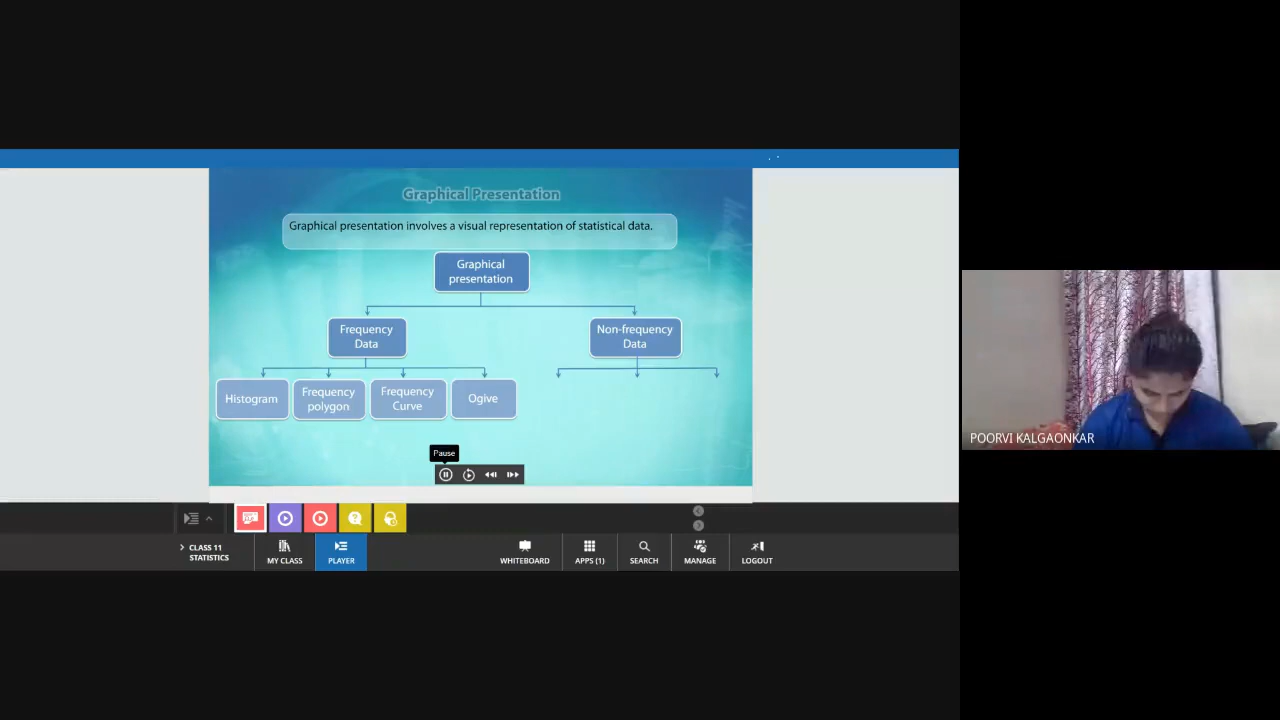 Graphical Presentation
Graphical presentation involves a visual representation of statistical data.
Graphical
presentation
Frequency
Data
Non-frequency
Data
Histogram
Frequency
polygon
Frequency
Curve
Ogive
Pause
POORVI KALGAONKAR
CLASS 11
STATISTICS
MY CLASS
PLAYER
WHITEBOARD
APPS (1)
SEARCH
MANAGE
LOGOUT